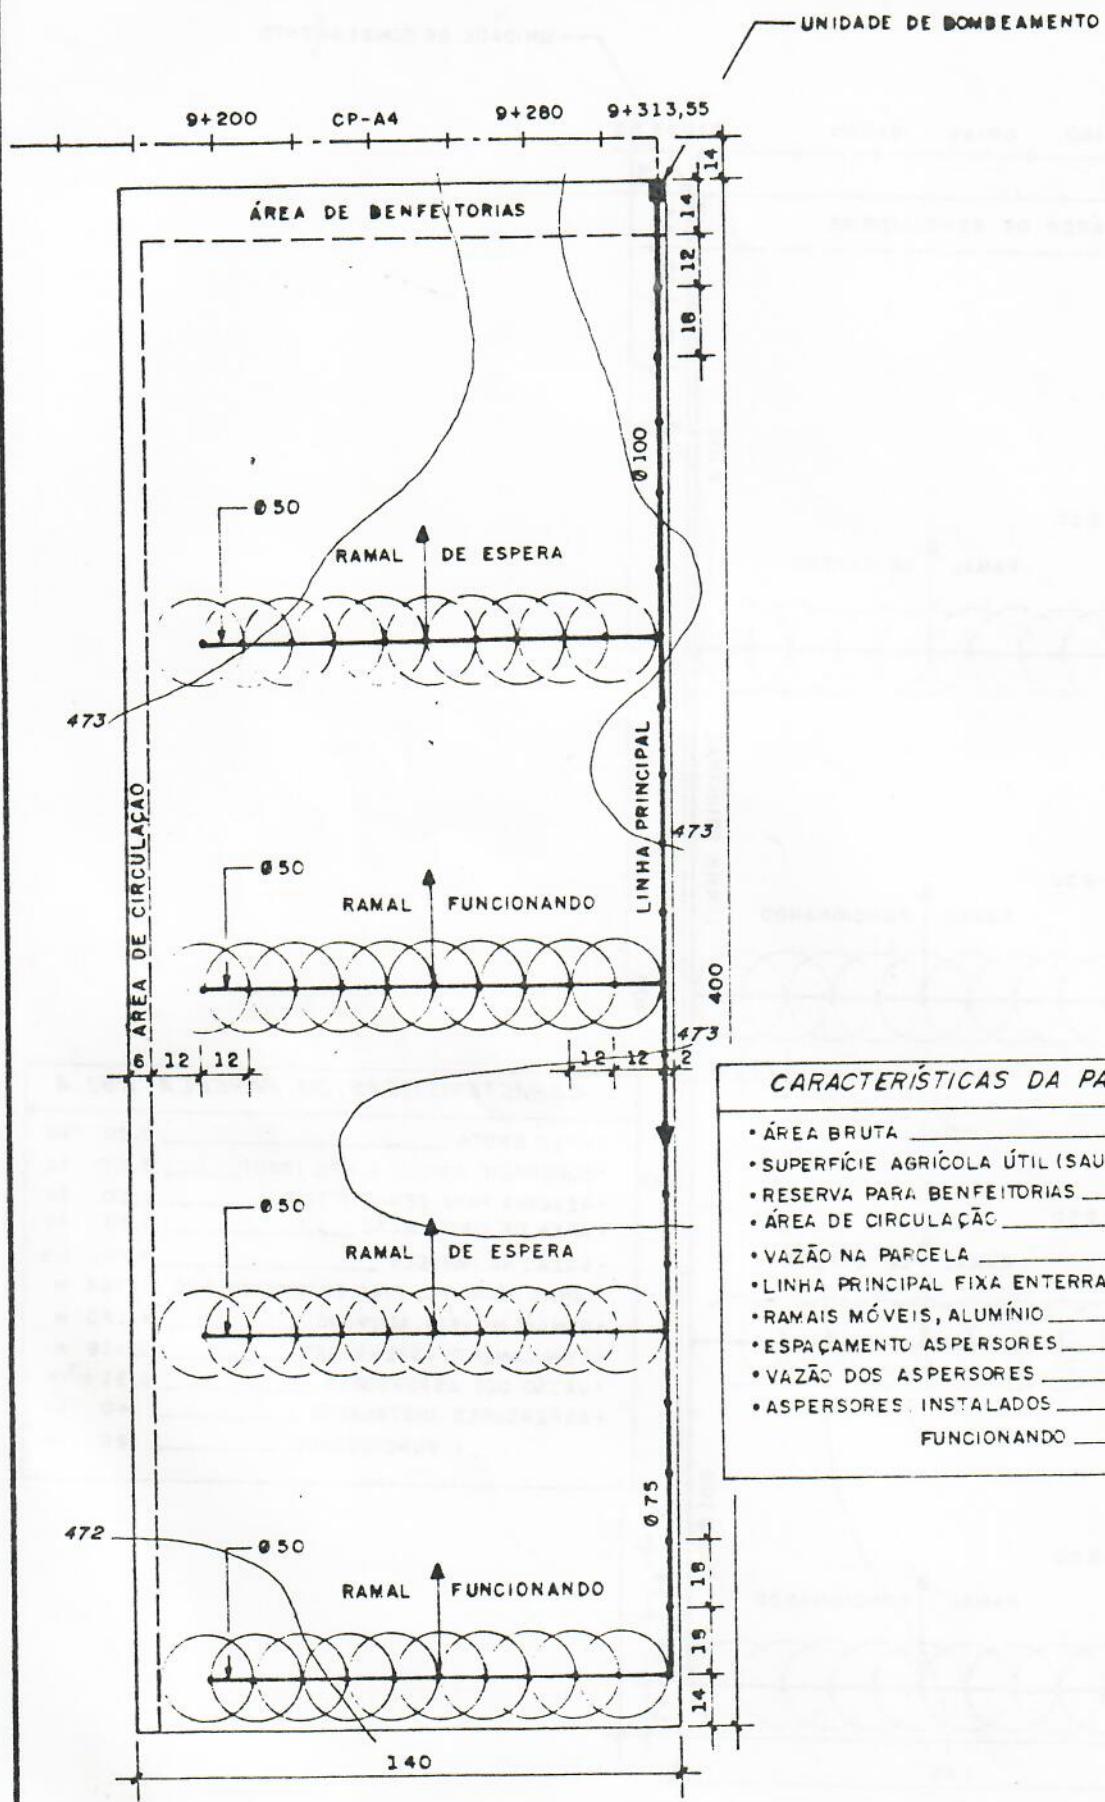 UNIDADE DE BOMBEAMENTO
9+200 CP-A4 9+280 9+313,55
14
ÁREA DE BENFEITORIAS
14
12
18
Ø 100
Ø 50
RAMAL DE ESPERA
473
LINHA PRINCIPAL
473
ÁREA DE CIRCULAÇÃO
Ø 50
RAMAL FUNCIONANDO
400
473
6 12 12 12 12 2
CARACTERÍSTICAS DA PA
• ÁREA BRUTA
• SUPERFÍCIE AGRÍCOLA ÚTIL (SAU
• RESERVA PARA BENFEITORIAS
• ÁREA DE CIRCULAÇÃO
• VAZÃO NA PARCELA
• LINHA PRINCIPAL FIXA ENTERRA
• RAMAIS MÓVEIS, ALUMÍNIO
• ESPAÇAMENTO ASPERSORES
• VAZÃO DOS ASPERSORES
• ASPERSORES INSTALADOS
FUNCIONANDO
Ø 50
RAMAL DE ESPERA
Ø 75
472
Ø 50
RAMAL FUNCIONANDO
18
18
14
140